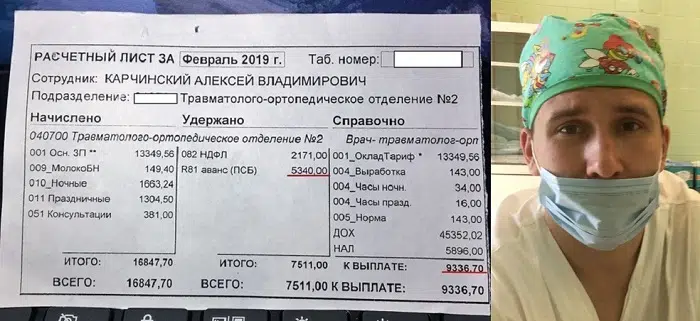 РАСЧЕТНЫЙ ЛИСТ ЗА Февраль 2019 г. Таб. номер:
Сотрудник: КАРЧИНСКИЙ АЛЕКСЕЙ ВЛАДИМИРОВИЧ
Подразделение: Травматолого-ортопедическое отделение №2
Начислено Удержано Справочно
040700 Травматолого-ортопедическое отделение №2 Врач- травматолог-орт
001 Осн. ЗП ** 13349,56 082 НДФЛ 2171,00 001_ОкладТариф * 13349,56
009_МолокоБН 149,40 R81 аванс (ПСБ) 5340,00 004_Выработка 143,00
010_Ночные 1663,24 004_Часы ночн. 34,00
011 Праздничные 1304,50 004_Часы празд. 16,00
051 Консультации 381,00 005_Норма 143,00
ДОХ 45352,02
НАЛ 5896,00
ИТОГО: 16847,70 ИТОГО: 7511,00 К ВЫПЛАТЕ: 9336,70
ВСЕГО: 16847,70 ВСЕГО: 7511,00 К ВЫПЛАТЕ: 9336,70